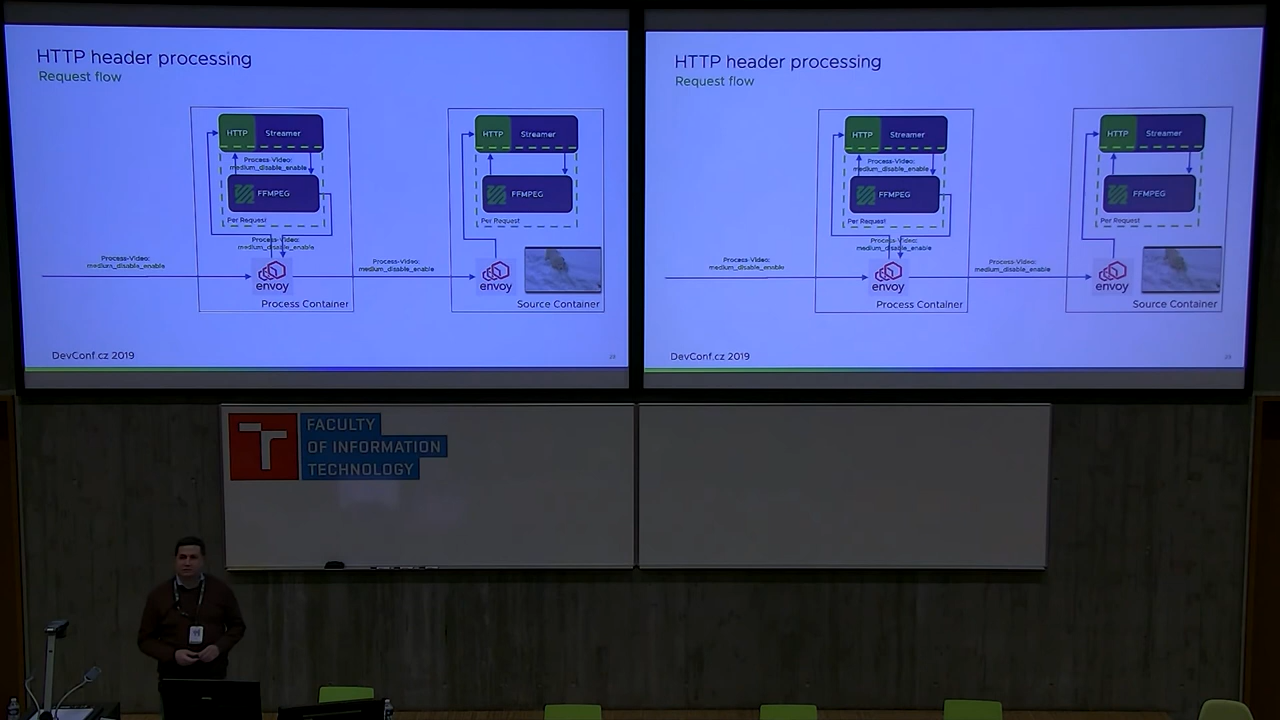 HTTP header processing
Request flow
HTTP Streamer
Process-Video:
medium_disable_enable
FFMPEG
Per Request
Process-Video:
medium_disable_enable
Process-Video:
medium_disable_enable
envoy
Process Container
Process-Video:
medium_disable_enable
HTTP Streamer
FFMPEG
Per Request
envoy
Source Container
DevConf.cz 2019
28
HTTP header processing
Request flow
HTTP Streamer
Process-Video:
medium_disable_enable
FFMPEG
Per Request
Process-Video:
medium_disable_enable
Process-Video:
medium_disable_enable
envoy
Process Container
Process-Video:
medium_disable_enable
HTTP Streamer
FFMPEG
Per Request
envoy
Source Container
DevConf.cz 2019
28
T
FACULTY
OF INFORMATION
TECHNOLOGY